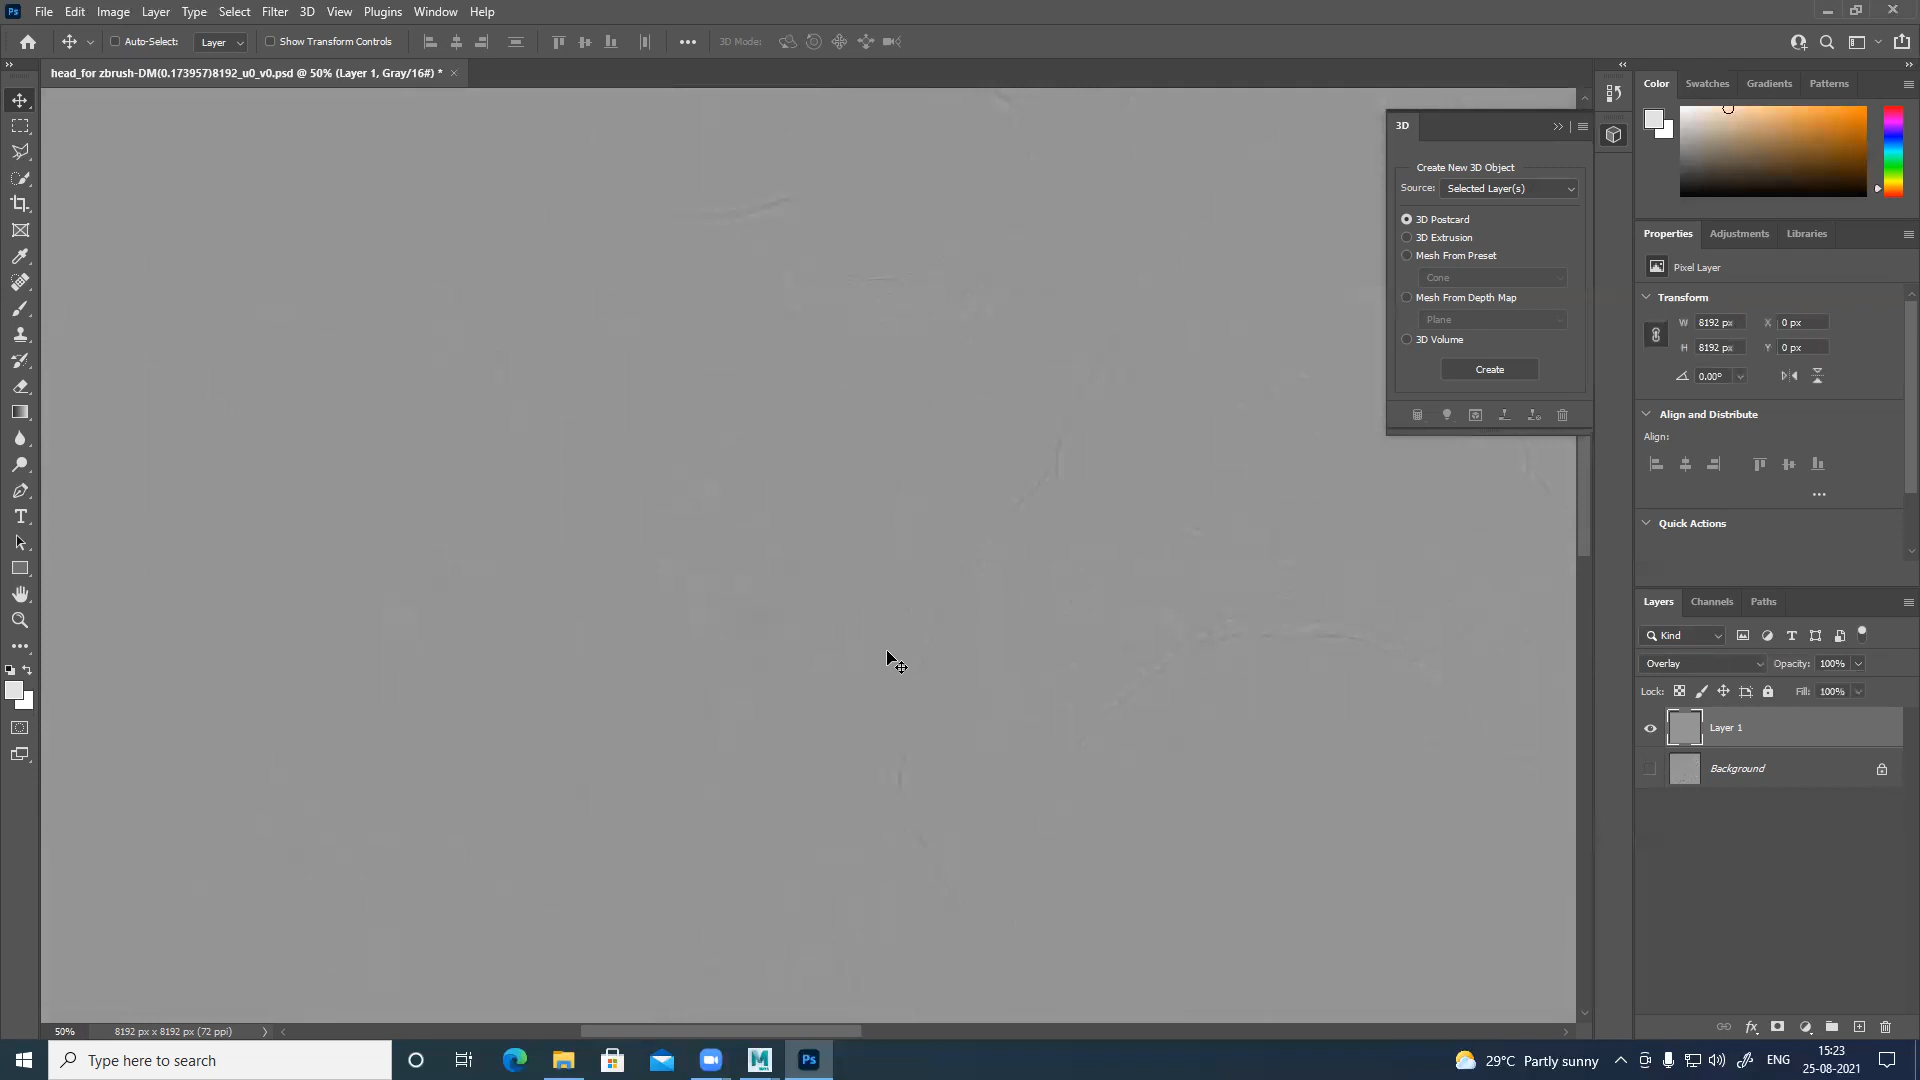 Ps File Edit Image Layer Type Select Filter 3D View Plugins Window Help
Auto-Select: Layer Show Transform Controls 3D Mode:
head_for zbrush-DM(0.173957)8192_u0_v0.psd @ 50% (Layer 1, Gray/16#) *
Color Swatches Gradients Patterns
3D
Create New 3D Object
Source: Selected Layer(s)
3D Postcard
3D Extrusion
Mesh From Preset
Cone
Mesh From Depth Map
Plane
3D Volume
Create
Properties Adjustments Libraries
Pixel Layer
Transform
W 8192 px X 0 px
H 8192 px Y 0 px
0.00°
Align and Distribute
Align:
Quick Actions
Layers Channels Paths
Kind
Overlay Opacity: 100%
Lock: Fill: 100%
Layer 1
Background
50% 8192 px x 8192 px (72 ppi)
Type here to search
M
Ps
29°C Partly sunny
ENG
15:23
25-08-2021